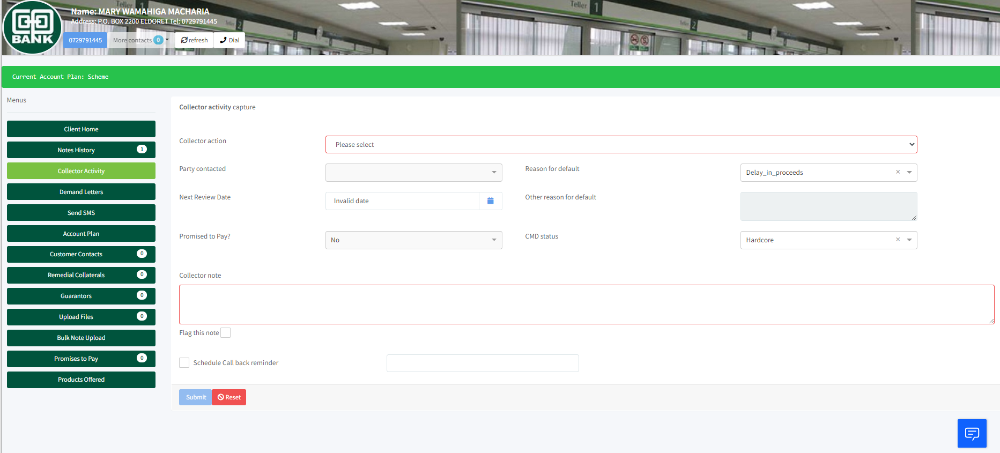 Name: MARY WAMAHIGA MACHARIA
Address: P.O. BOX 2200 ELDORET Tel: 0729791445
BANK
0729791445
More contacts 0
refresh
Dial
Teller 1
Teller 1
2
2
Current Account Plan: Scheme
Menus
Client Home
Notes History 1
Collector Activity
Demand Letters
Send SMS
Account Plan
Customer Contacts 0
Remedial Collaterals 0
Guarantors 0
Upload Files 0
Bulk Note Upload
Promises to Pay 0
Products Offered
Collector activity capture
Collector action
Please select
Party contacted
Reason for default
Delay_in_proceeds
Next Review Date
Invalid date
Other reason for default
Promised to Pay?
No
CMD status
Hardcore
Collector note
Flag this note
Schedule Call back reminder
Submit
Reset